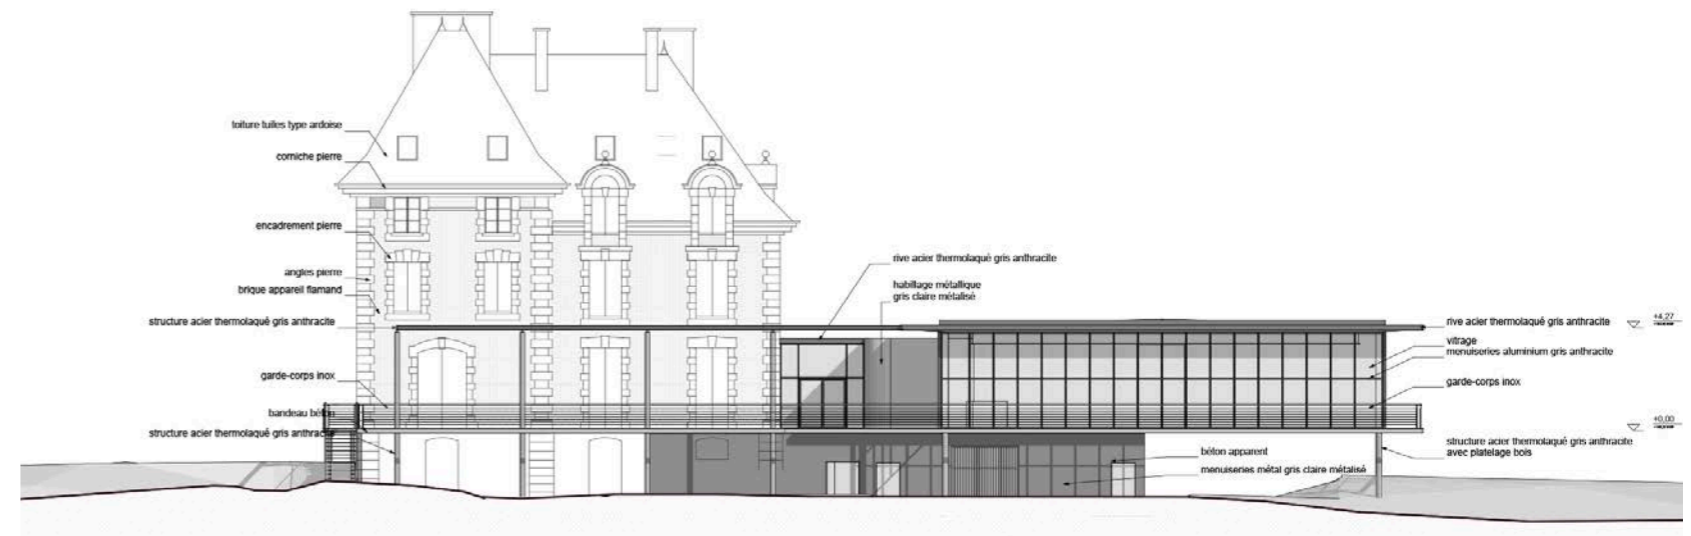 toiture tuiles type ardoise
corniche pierre
encadrement pierre
angles pierre
brique appareil flamand
structure acier thermolaqué gris anthracite
garde-corps inox
bandeau béton
structure acier thermolaqué gris anthracite
rive acier thermolaqué gris anthracite
habillage métallique
gris claire métalisé
rive acier thermolaqué gris anthracite
+4,27
vitrage
menuiseries aluminium gris anthracite
garde-corps inox
+0,00
structure acier thermolaqué gris anthracite
avec platelage bois
béton apparent
menuiseries métal gris claire métalisé